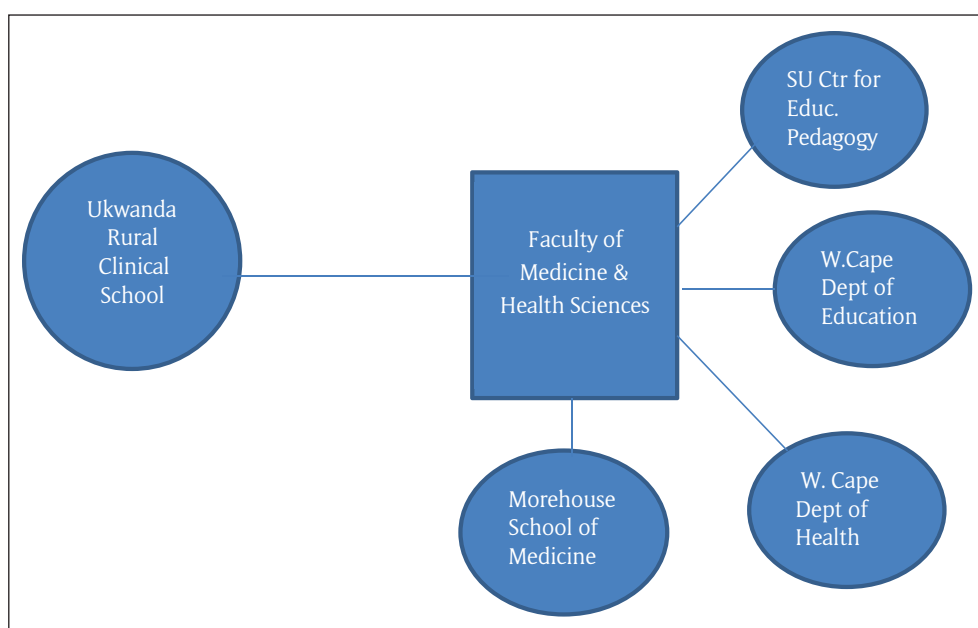 Ukwanda
Rural
Clinical
School
Faculty of
Medicine &
Health Sciences
SU Ctr for
Educ.
Pedagogy
W.Cape
Dept of
Education
W. Cape
Dept of
Health
Morehouse
School of
Medicine